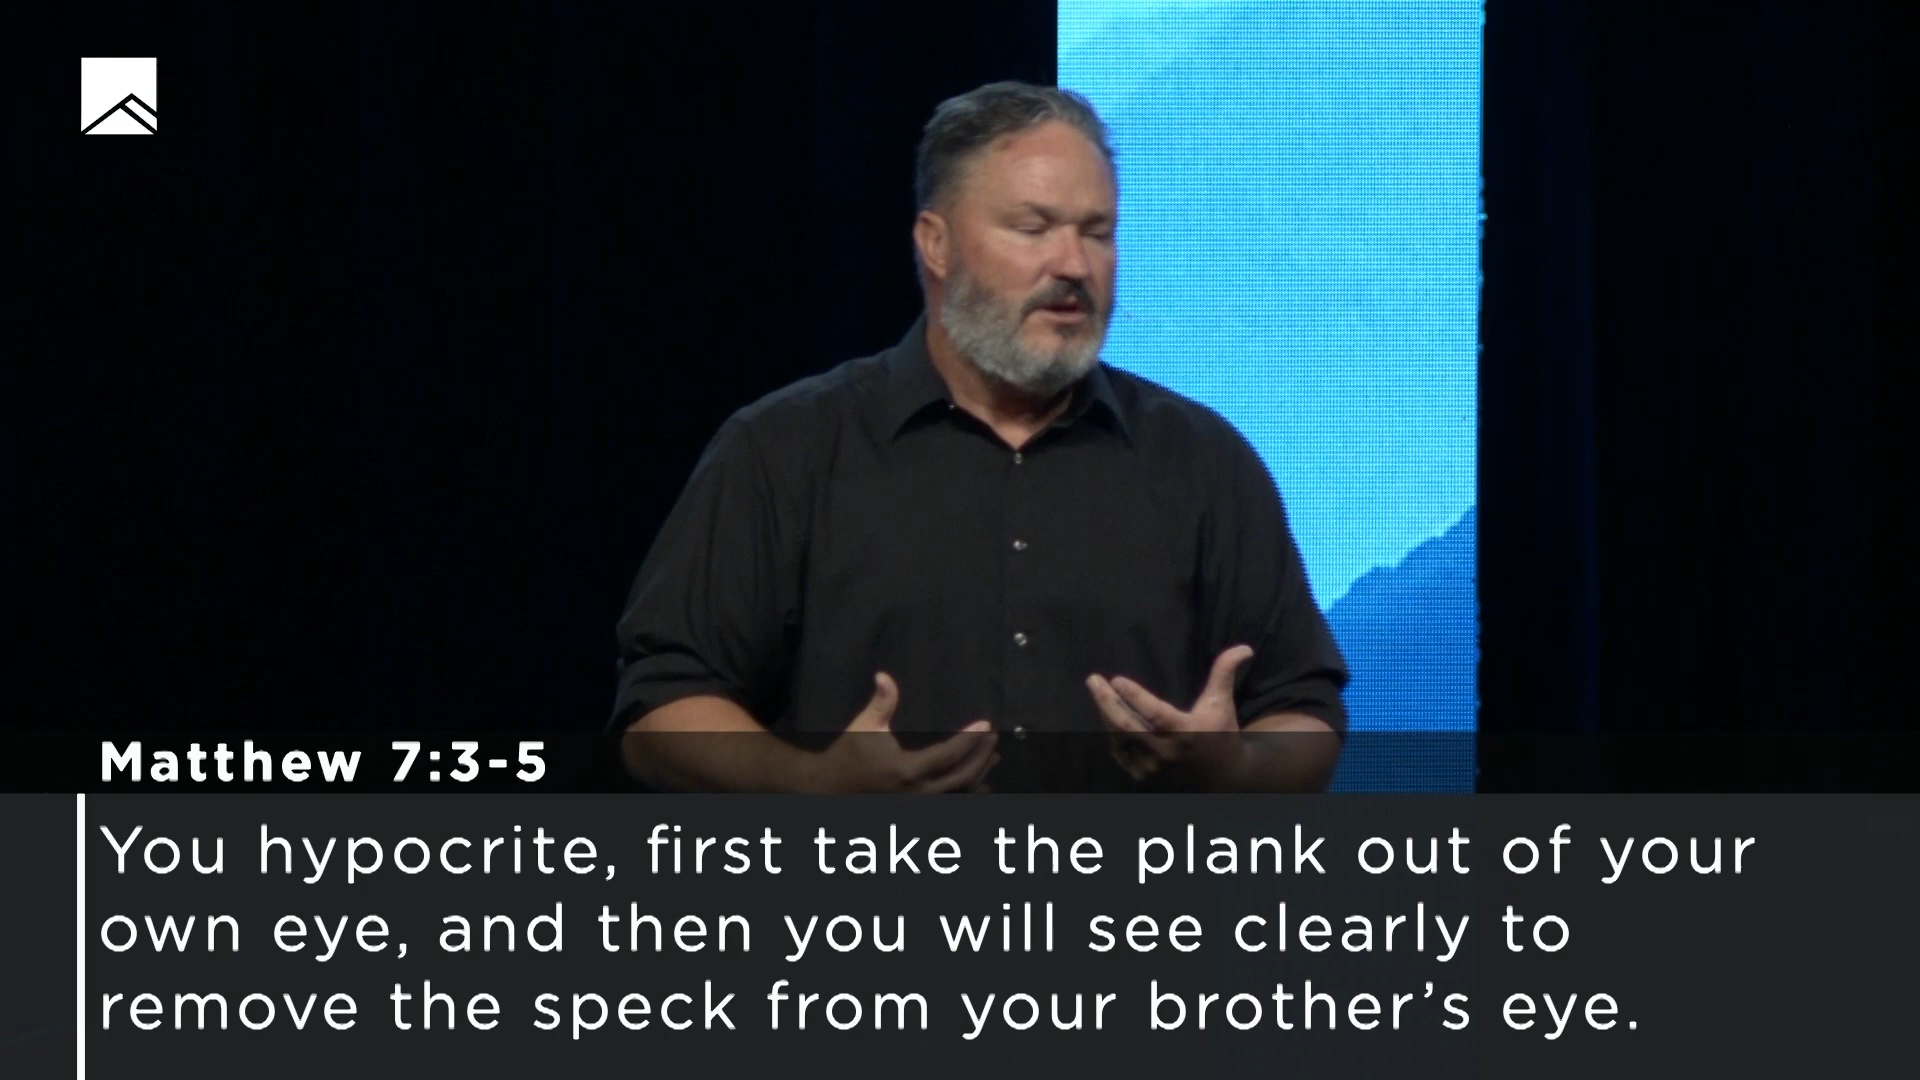 Matthew 7:3-5
You hypocrite, first take the plank out of your
own eye, and then you will see clearly to
remove the speck from your brother’s eye.